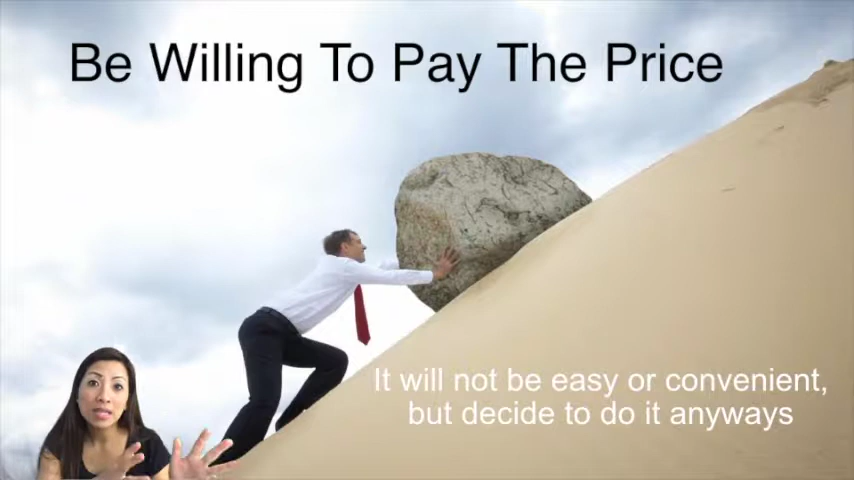 Be Willing To Pay The Price
It will not be easy or convenient,
but decide to do it anyways